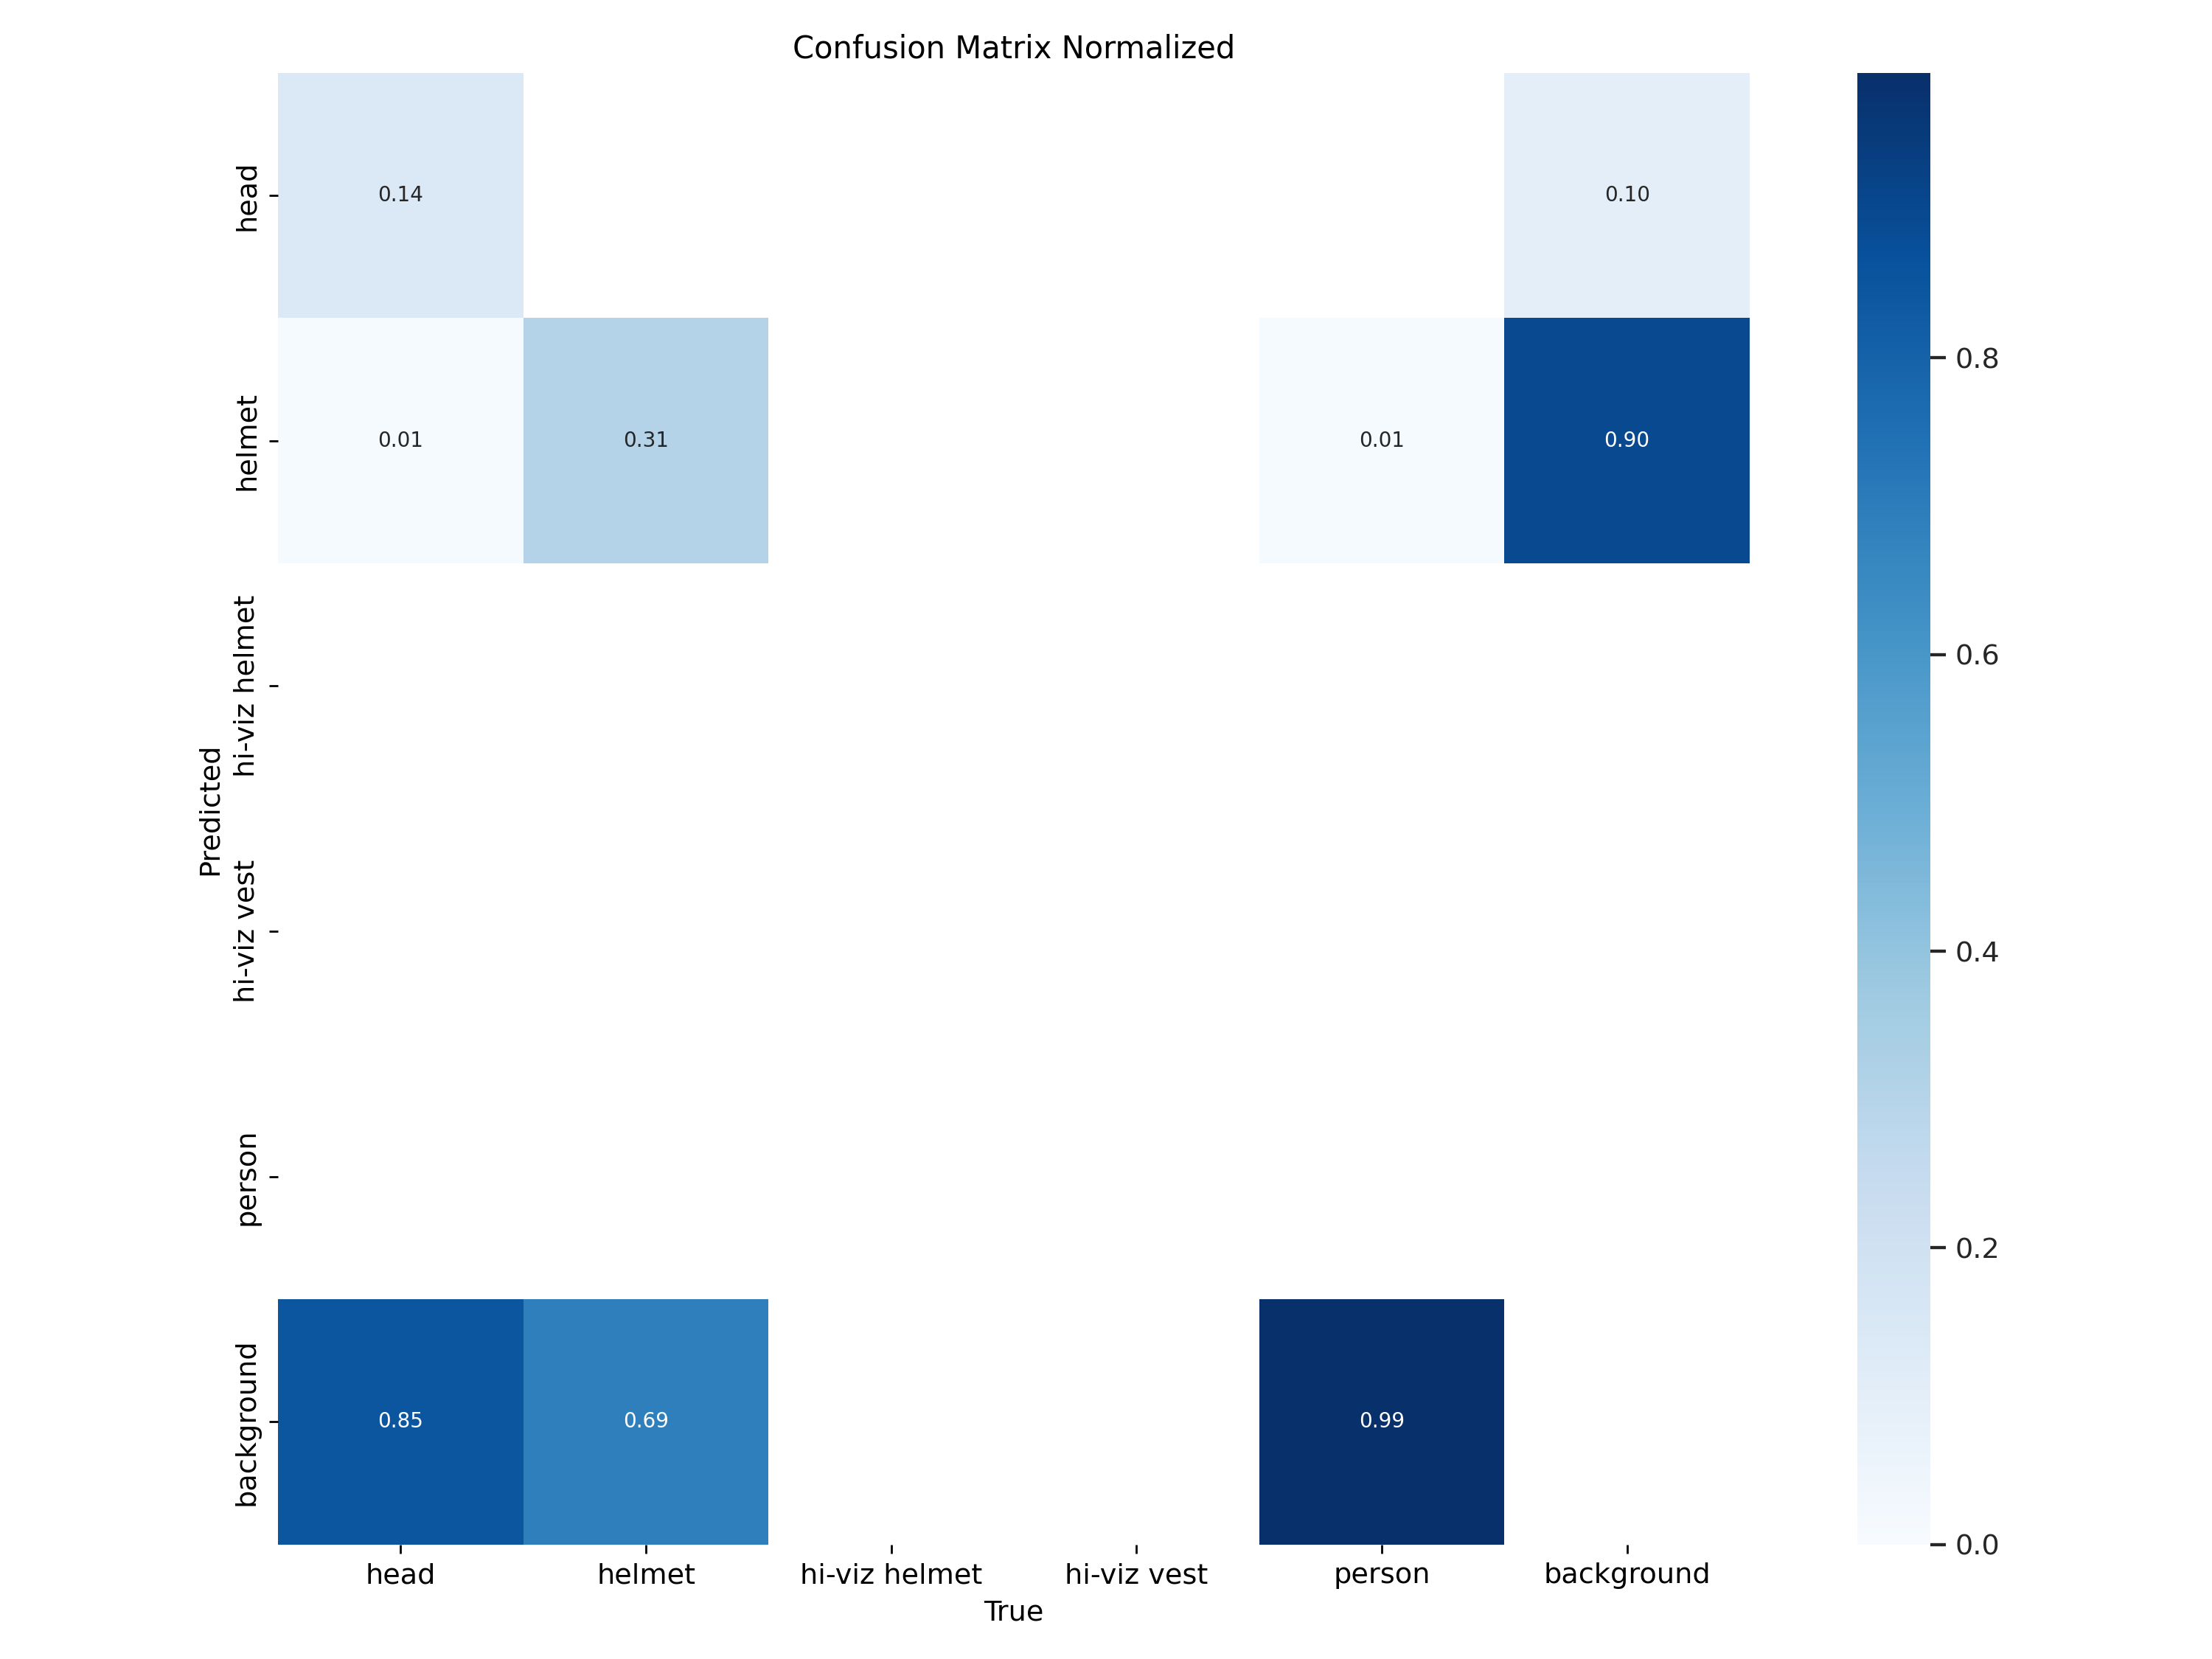 Confusion Matrix Normalized
head
0.14
0.10
helmet
0.01
0.31
0.01
0.90
hi-viz helmet
Predicted
hi-viz vest
person
background
0.85
0.69
0.99
head
helmet
hi-viz helmet
hi-viz vest
person
background
True
0.8
0.6
0.4
0.2
0.0